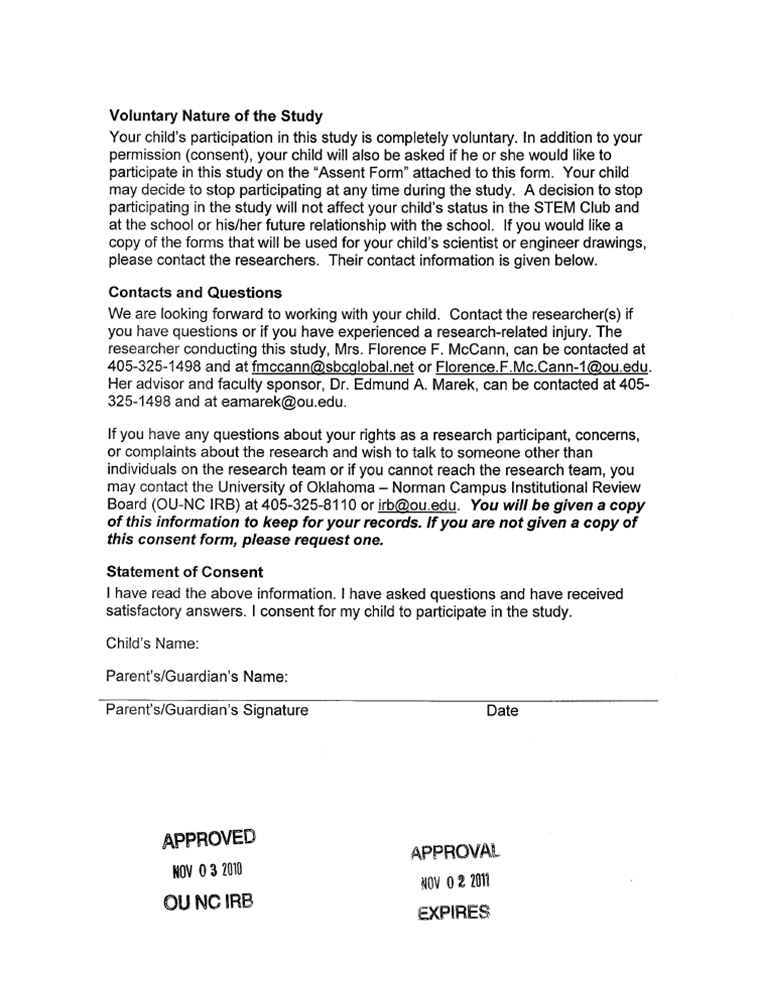 Voluntary Nature of the Study
Your child's participation in this study is completely voluntary. In addition to your
permission (consent), your child will also be asked if he or she would like to
participate in this study on the “Assent Form” attached to this form.  Your child
may decide to stop participating at any time during the study.  A decision to stop
participating in the study will not affect your child's status in the STEM Club and
at the school or his/her future relationship with the school.  If you would like a
copy of the forms that will be used for your child's scientist or engineer drawings,
please contact the researchers.  Their contact information is given below.
Contacts and Questions
We are looking forward to working with your child.  Contact the researcher(s) if
you have questions or if you have experienced a research-related injury. The
researcher conducting this study, Mrs. Florence F. McCann, can be contacted at
405-325-1498 and at fmccann@sbcglobal.net or Florence.F.Mc.Cann-1@ou.edu.
Her advisor and faculty sponsor, Dr. Edmund A. Marek, can be contacted at 405-
325-1498 and at eamarek@ou.edu.
If you have any questions about your rights as a research participant, concerns,
or complaints about the research and wish to talk to someone other than
individuals on the research team or if you cannot reach the research team, you
may contact the University of Oklahoma – Norman Campus Institutional Review
Board (OU-NC IRB) at 405-325-8110 or irb@ou.edu.  You will be given a copy
of this information to keep for your records. If you are not given a copy of
this consent form, please request one.
Statement of Consent
I have read the above information. I have asked questions and have received
satisfactory answers. I consent for my child to participate in the study.
Child's Name:
Parent's/Guardian's Name:
Parent's/Guardian's Signature Date
APPROVED
NOV 03 2010
OU NC IRB
APPROVAL
NOV 02 2011
EXPIRES